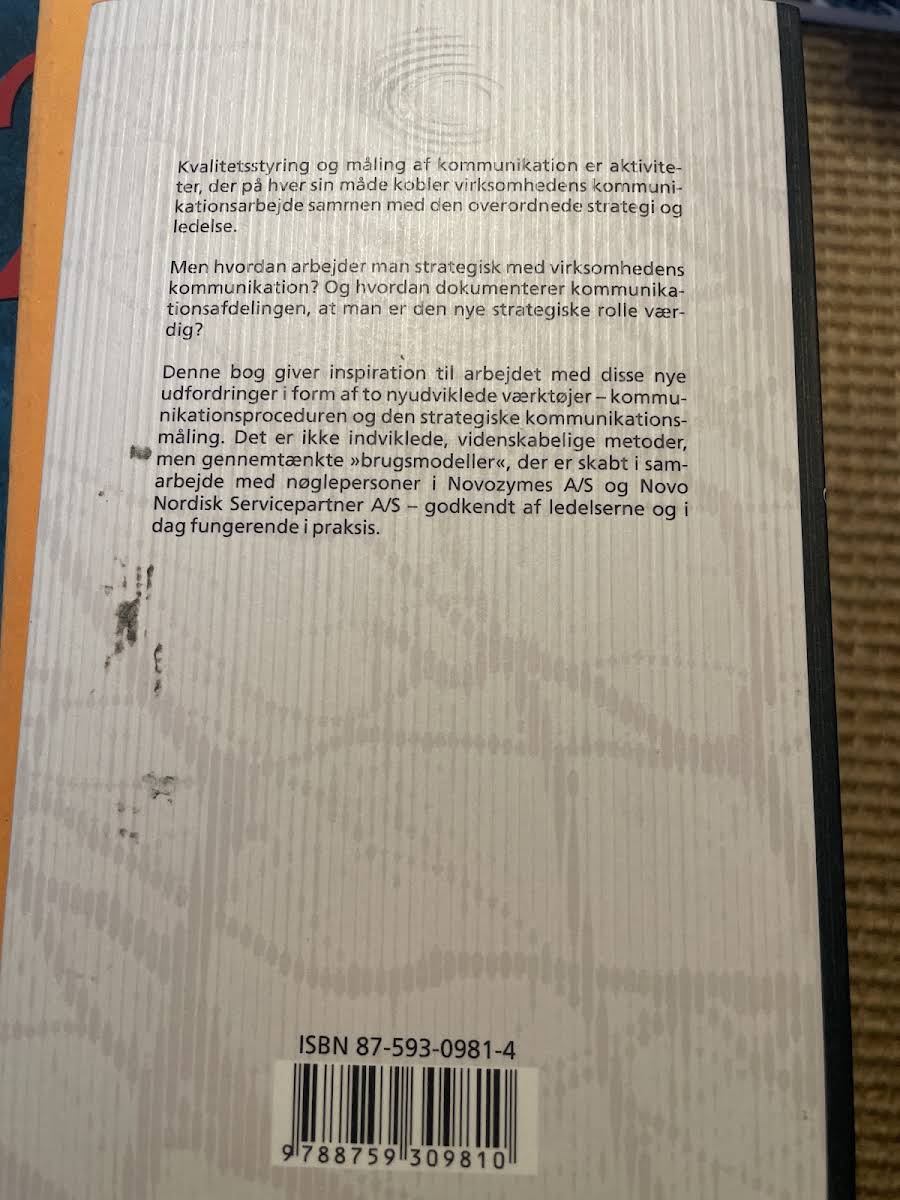 Kvalitetsstyring og måling af kommunikation er aktivite-
ter, der på hver sin måde kobler virksomhedens kommuni-
kationsarbejde sammen med den overordnede strategi og
ledelse.
Men hvordan arbejder man strategisk med virksomhedens
kommunikation? Og hvordan dokumenterer kommunika-
tionsafdelingen, at man er den nye strategiske rolle vær-
dig?
Denne bog giver inspiration til arbejdet med disse nye
udfordringer i form af to nyudviklede værktøjer – kommu-
nikationsproceduren og den strategiske kommunikations-
måling. Det er ikke indviklede, videnskabelige metoder,
men gennemtænkte »brugsmodeller«, der er skabt i sam-
arbejde med nøglepersoner i Novozymes A/S og Novo
Nordisk Servicepartner A/S – godkendt af ledelserne og i
dag fungerende i praksis.
ISBN 87-593-0981-4
9 788759 309810